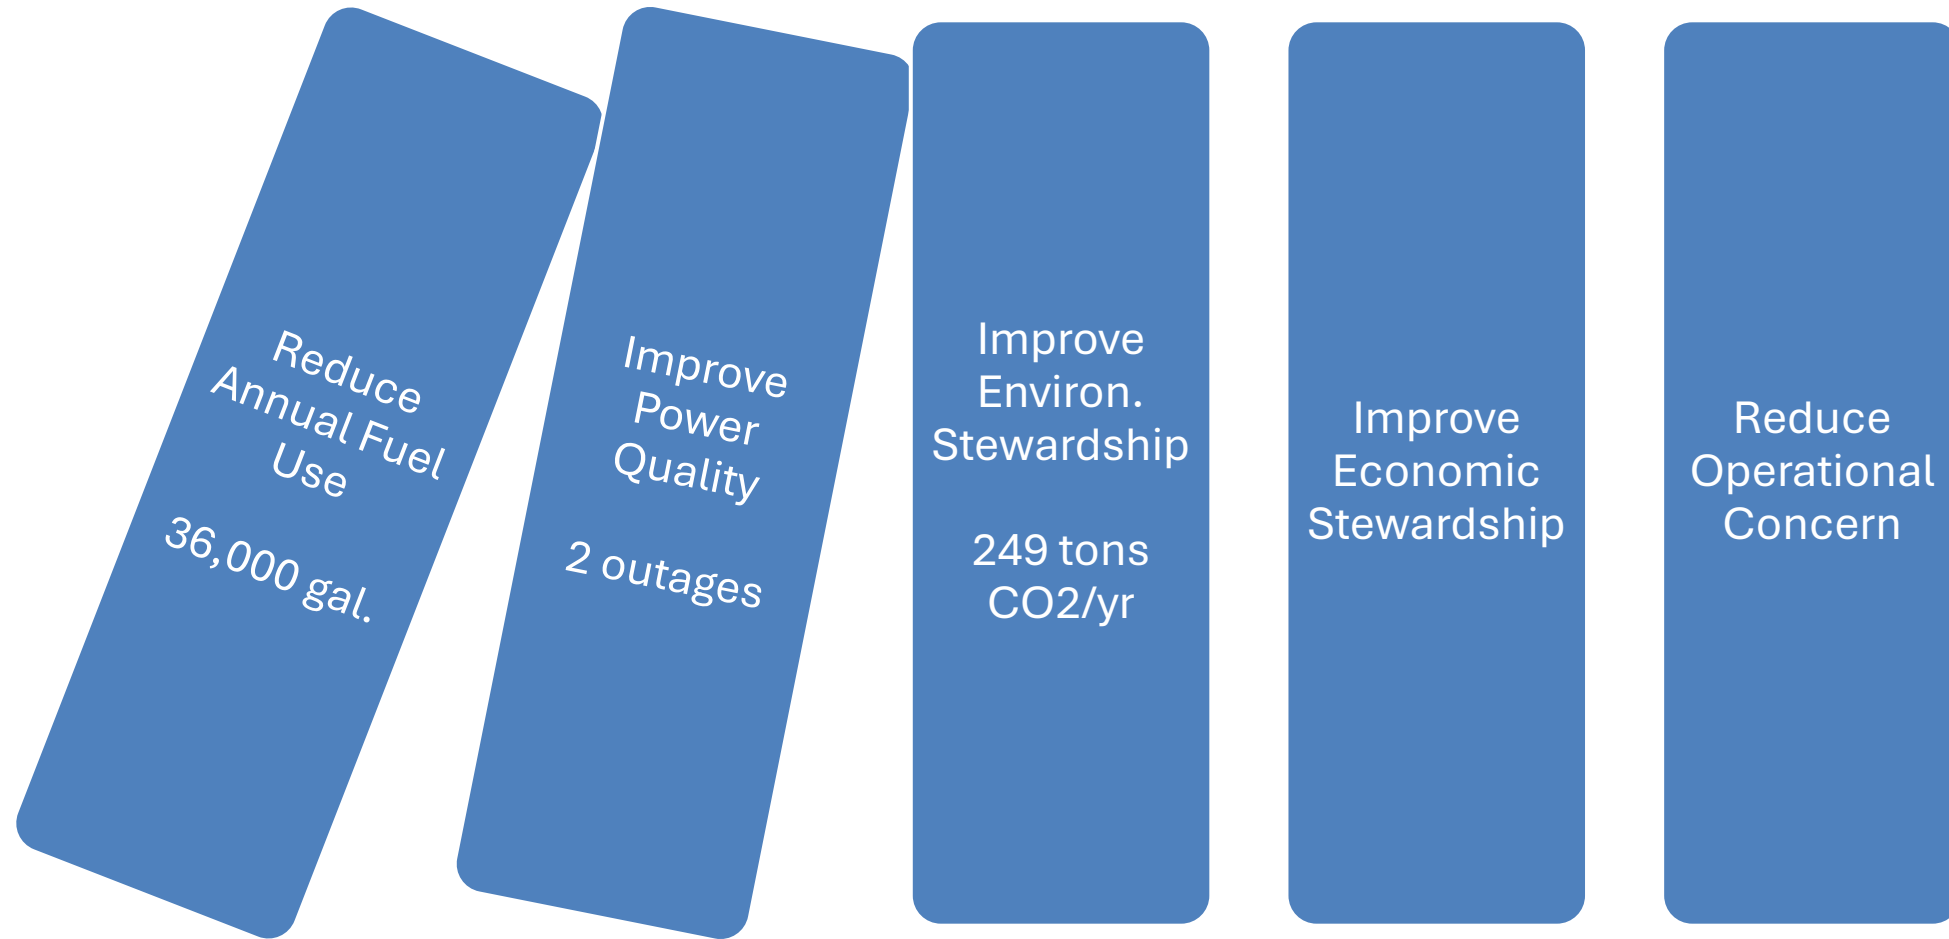 Reduce
Annual Fuel
Use
36,000 gal.
Improve
Power
Quality
2 outages
Improve
Environ.
Stewardship
249 tons
CO2/yr
Improve
Economic
Stewardship
Reduce
Operational
Concern